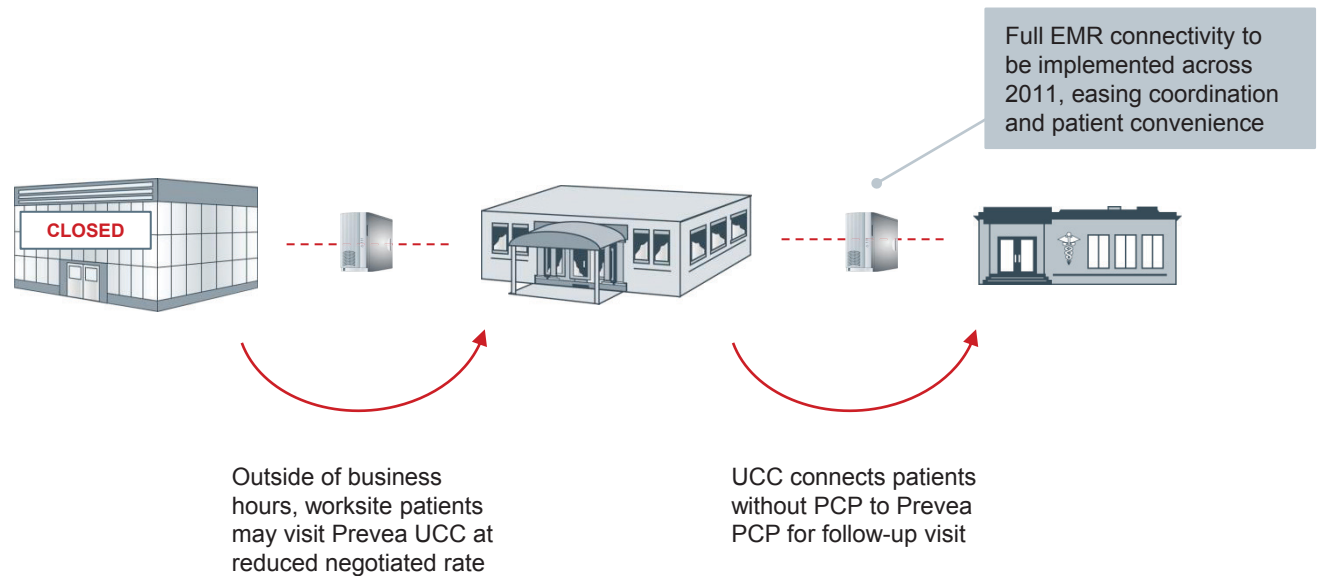 Full EMR connectivity to
be implemented across
2011, easing coordination
and patient convenience
CLOSED
Outside of business
hours, worksite patients
may visit Prevea UCC at
reduced negotiated rate
UCC connects patients
without PCP to Prevea
PCP for follow-up visit